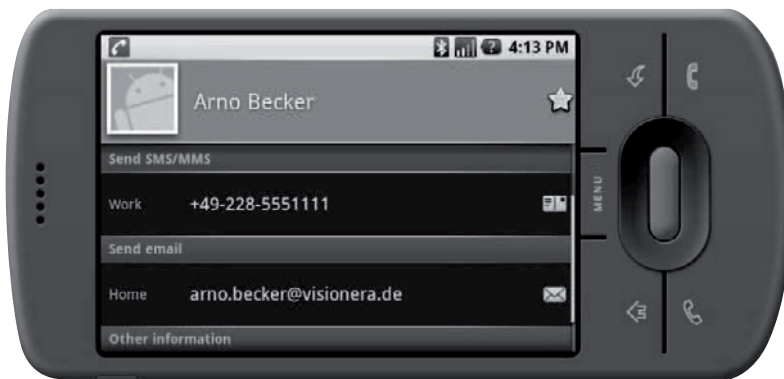 4:13 PM
Arno Becker
Send SMS/MMS
Work +49-228-5551111
Send email
Home arno.becker@visionera.de
Other information
MENU